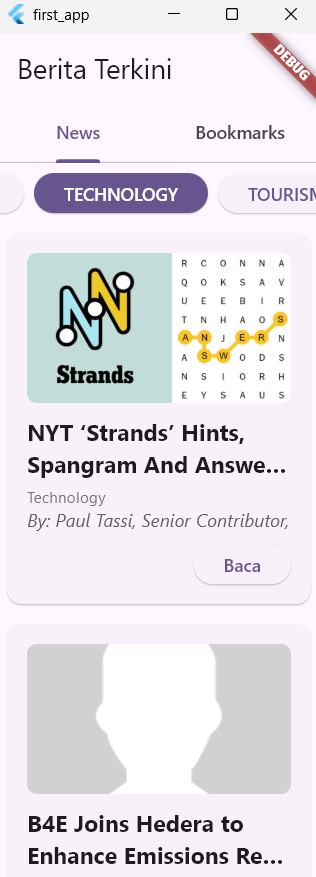 first_app
DEBUG
Berita Terkini
News Bookmarks
TECHNOLOGY TOURISM
Strands
R C O N N A
Q O K S A V
U E E B I R
T N H A O S
A N J E R S
A S W O D N
N S I O R H
E Y S A U S
NYT ‘Strands’ Hints,
Spangram And Answe...
Technology
By: Paul Tassi, Senior Contributor,
Baca
B4E Joins Hedera to
Enhance Emissions Re...